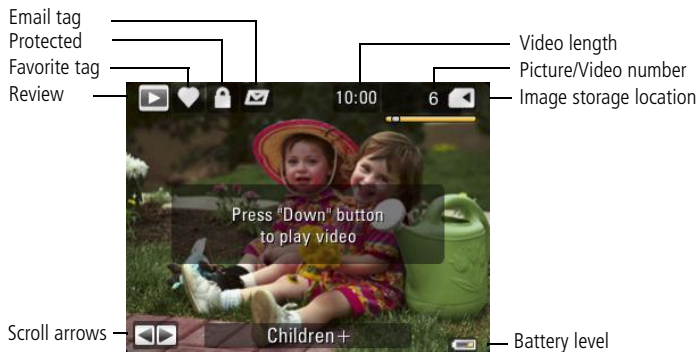 Email tag
Protected
Favorite tag
Review
Video length
Picture/Video number
Image storage location
10:00 6
Press "Down" button
to play video
Scroll arrows
Children+
Battery level